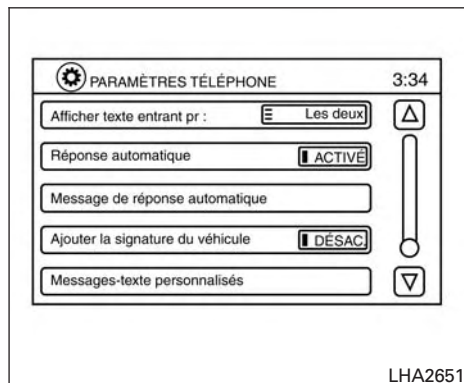 PARAMÈTRES TÉLÉPHONE 3:34
Afficher texte entrant pr : Les deux
Réponse automatique ACTIVÉ
Message de réponse automatique
Ajouter la signature du véhicule DÉSAC.
Messages-texte personnalisés
LHA2651